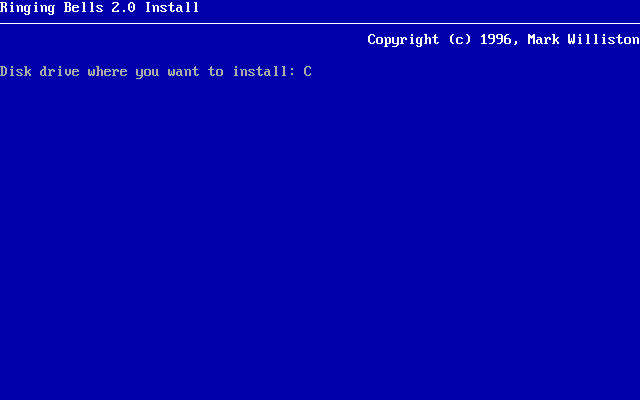 Ringing Bells 2.0 Install
Copyright (c) 1996, Mark Williston
Disk drive where you want to install: C